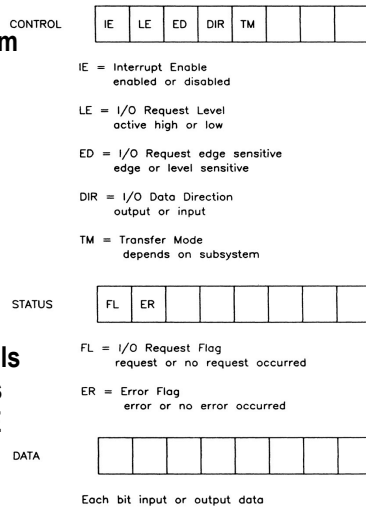 CONTROL IE LE ED DIR TM
m
IE = Interrupt Enable
enabled or disabled
LE = I/O Request Level
active high or low
ED = I/O Request edge sensitive
edge or level sensitive
DIR = I/O Data Direction
output or input
TM = Transfer Mode
depends on subsystem
STATUS FL ER
FL = I/O Request Flag
request or no request occurred
ls
ER = Error Flag
error or no error occurred
DATA
Each bit input or output data